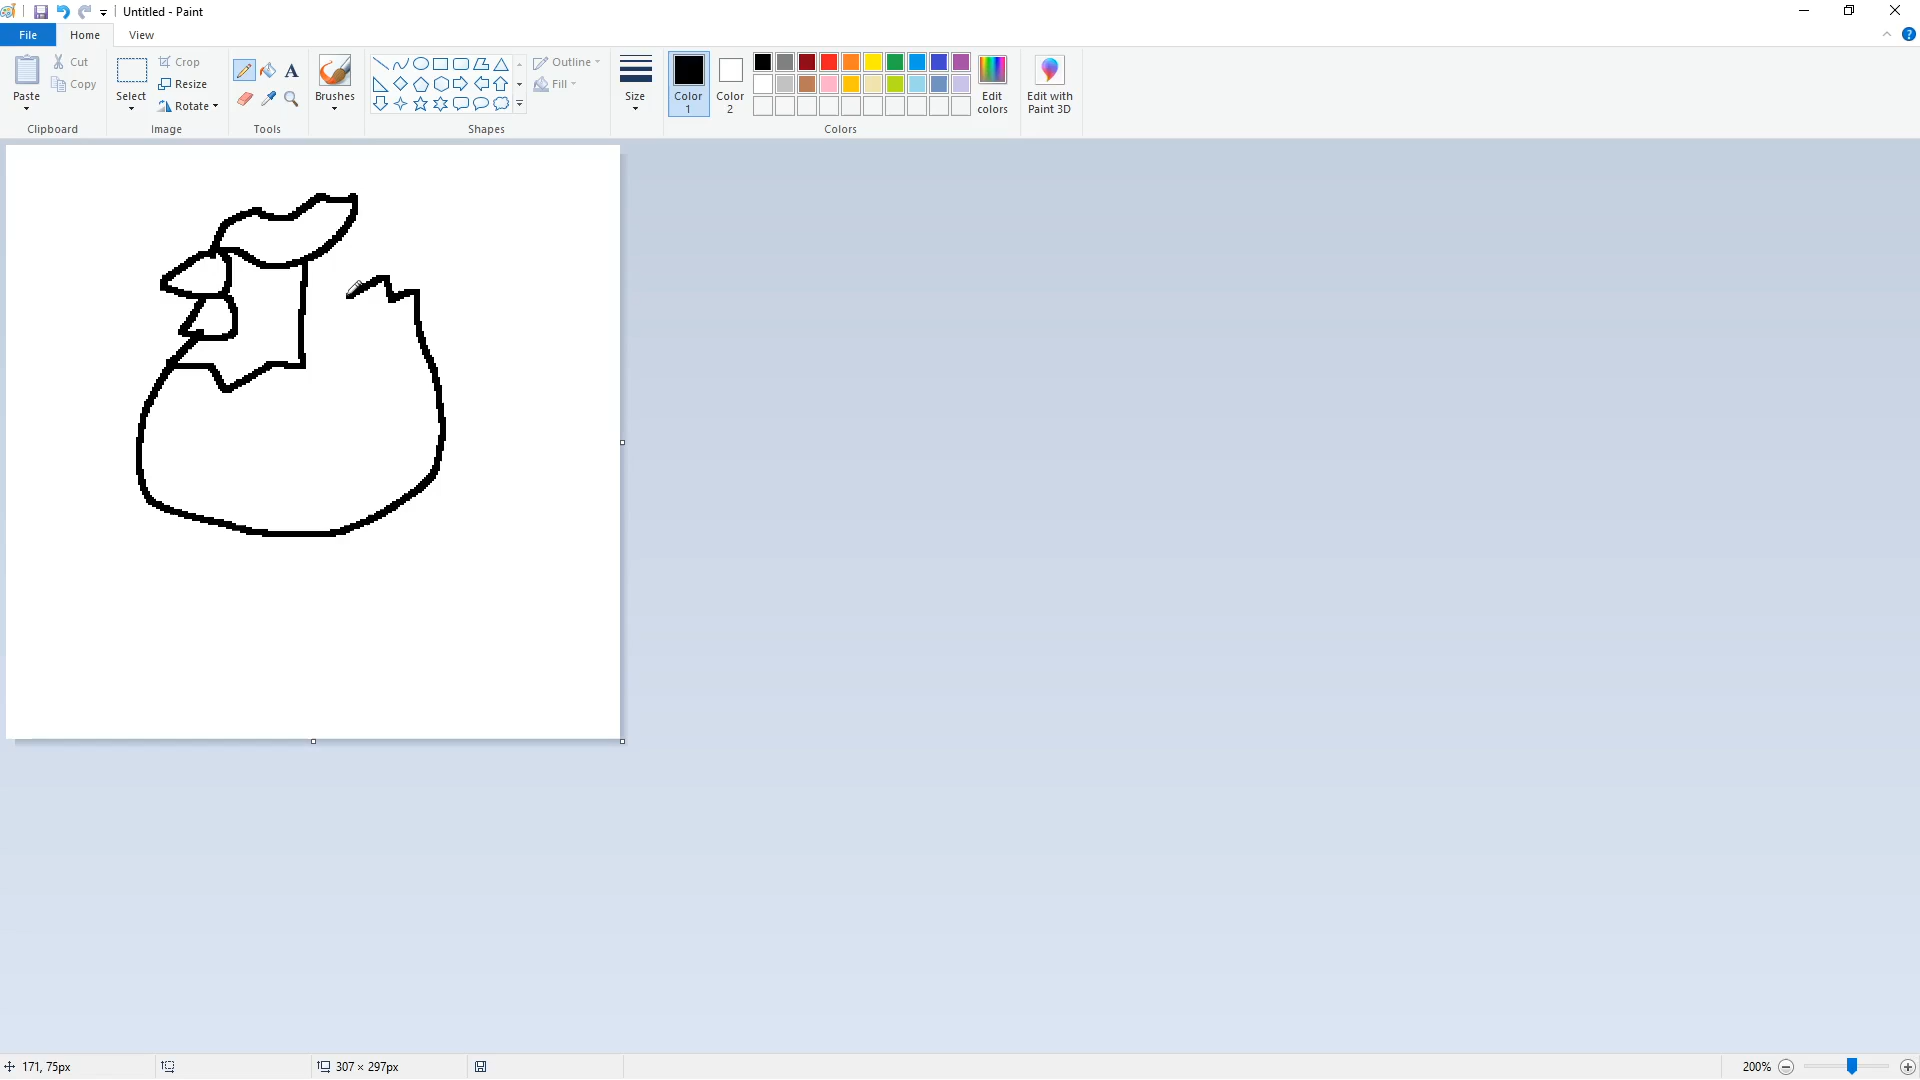 Untitled - Paint
File Home View
Paste
Cut
Copy
Clipboard
Select
Crop
Resize
Rotate
Image
A
Tools
Brushes
Shapes
Outline
Fill
Size
Color 1
Color 2
Colors
Edit colors
Edit with Paint 3D
?
171, 75px
307 × 297px
200%